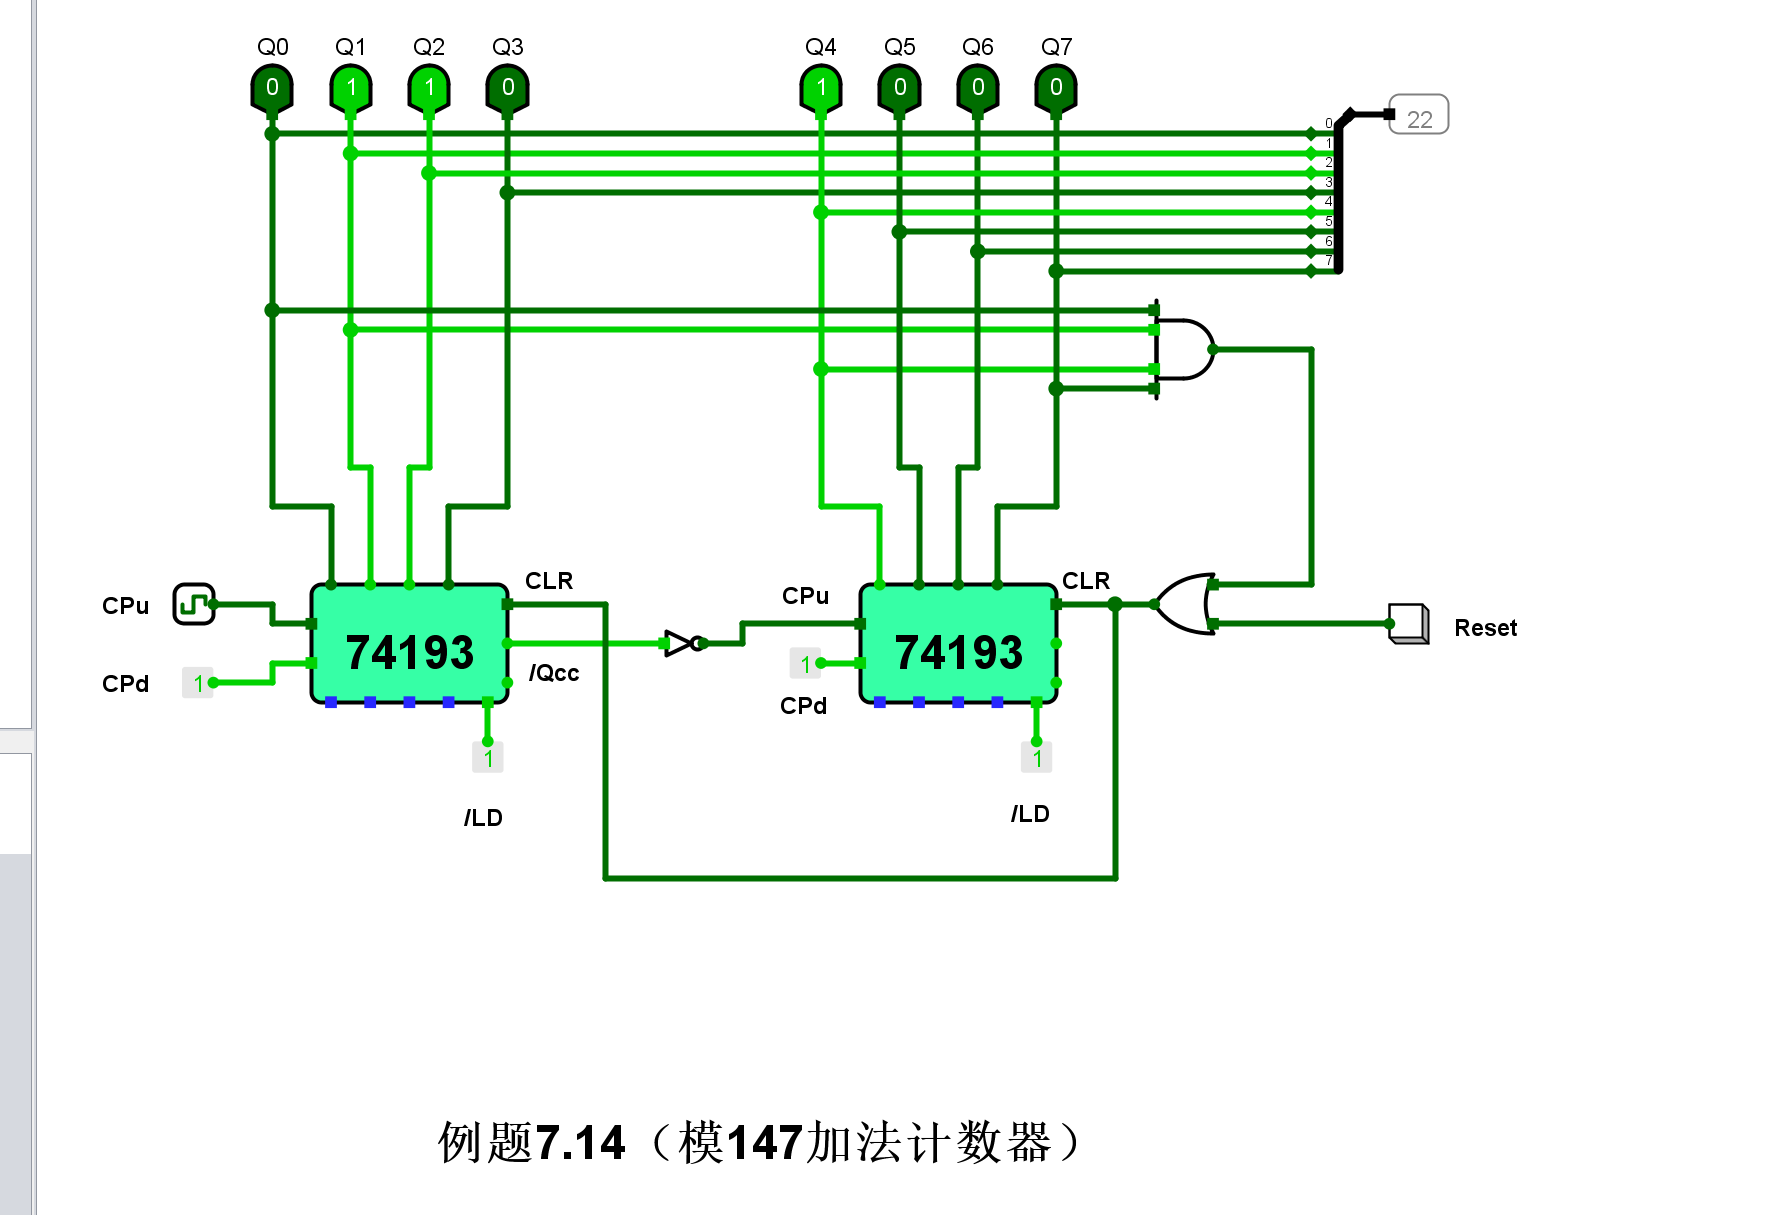 Q0 Q1 Q2 Q3 Q4 Q5 Q6 Q7
0 1 1 0 1 0 0 0
22
0
1
2
3
4
5
6
7
CLR CPu CLR
CPu
74193 74193
Reset
/Qcc
1
CPd 1
CPd
1 1
/LD /LD
例题7.14（模147加法计数器）